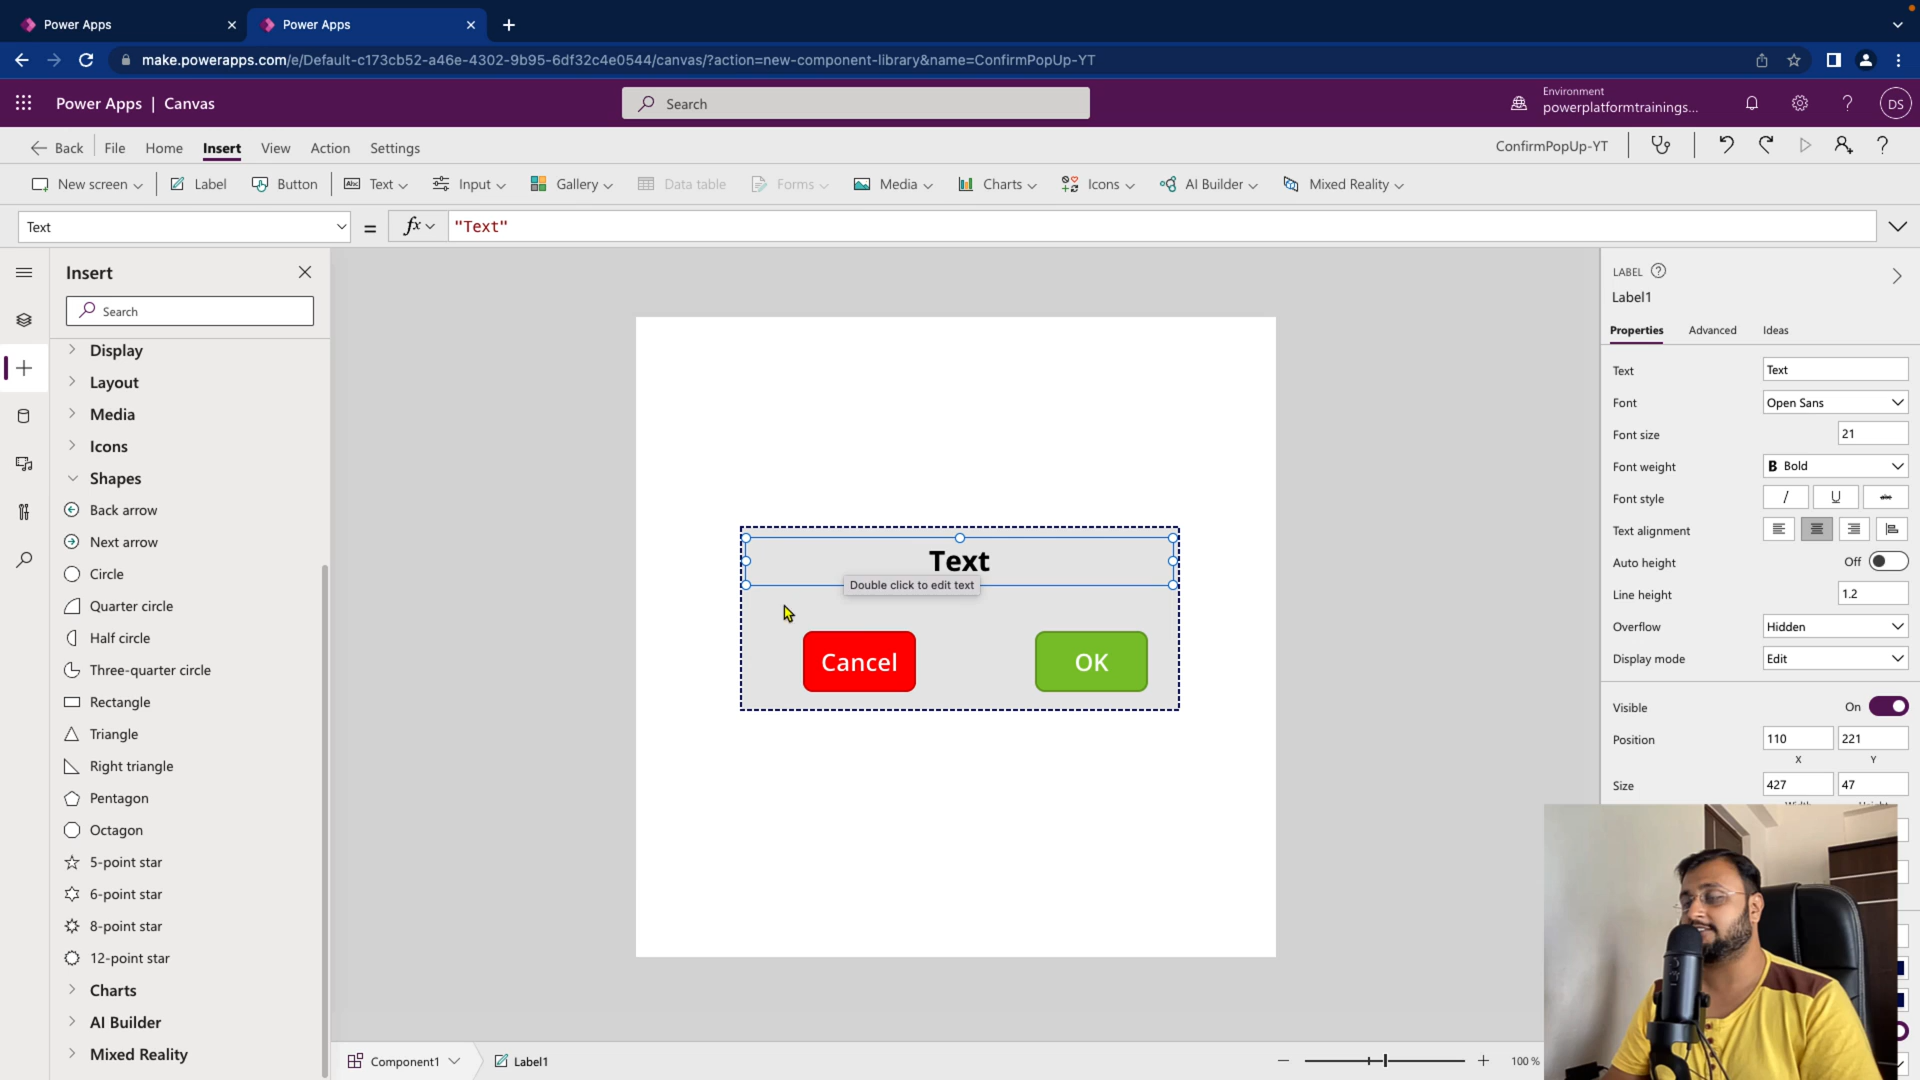 Power Apps
Power Apps
make.powerapps.com/e/Default-c173cb52-a46e-4302-9b95-6df32c4e0544/canvas/?action=new-component-library&name=ConfirmPopUp-YT
Power Apps | Canvas
Search
Environment
powerplatformtrainings...
DS
Back
File
Home
Insert
View
Action
Settings
ConfirmPopUp-YT
New screen
Label
Button
Text
Input
Gallery
Data table
Forms
Media
Charts
Icons
AI Builder
Mixed Reality
Text
=
fx
"Text"
Insert
Search
Display
Layout
Media
Icons
Shapes
Back arrow
Next arrow
Circle
Quarter circle
Half circle
Three-quarter circle
Rectangle
Triangle
Right triangle
Pentagon
Octagon
5-point star
6-point star
8-point star
12-point star
Charts
AI Builder
Mixed Reality
Text
Double click to edit text
Cancel
OK
Component1
Label1
100 %
LABEL
Label1
Properties
Advanced
Ideas
Text
Text
Font
Open Sans
Font size
21
Font weight
B Bold
Font style
/ U abc
Text alignment
Auto height
Off
Line height
1.2
Overflow
Hidden
Display mode
Edit
Visible
On
Position
110
221
X
Y
Size
427
47